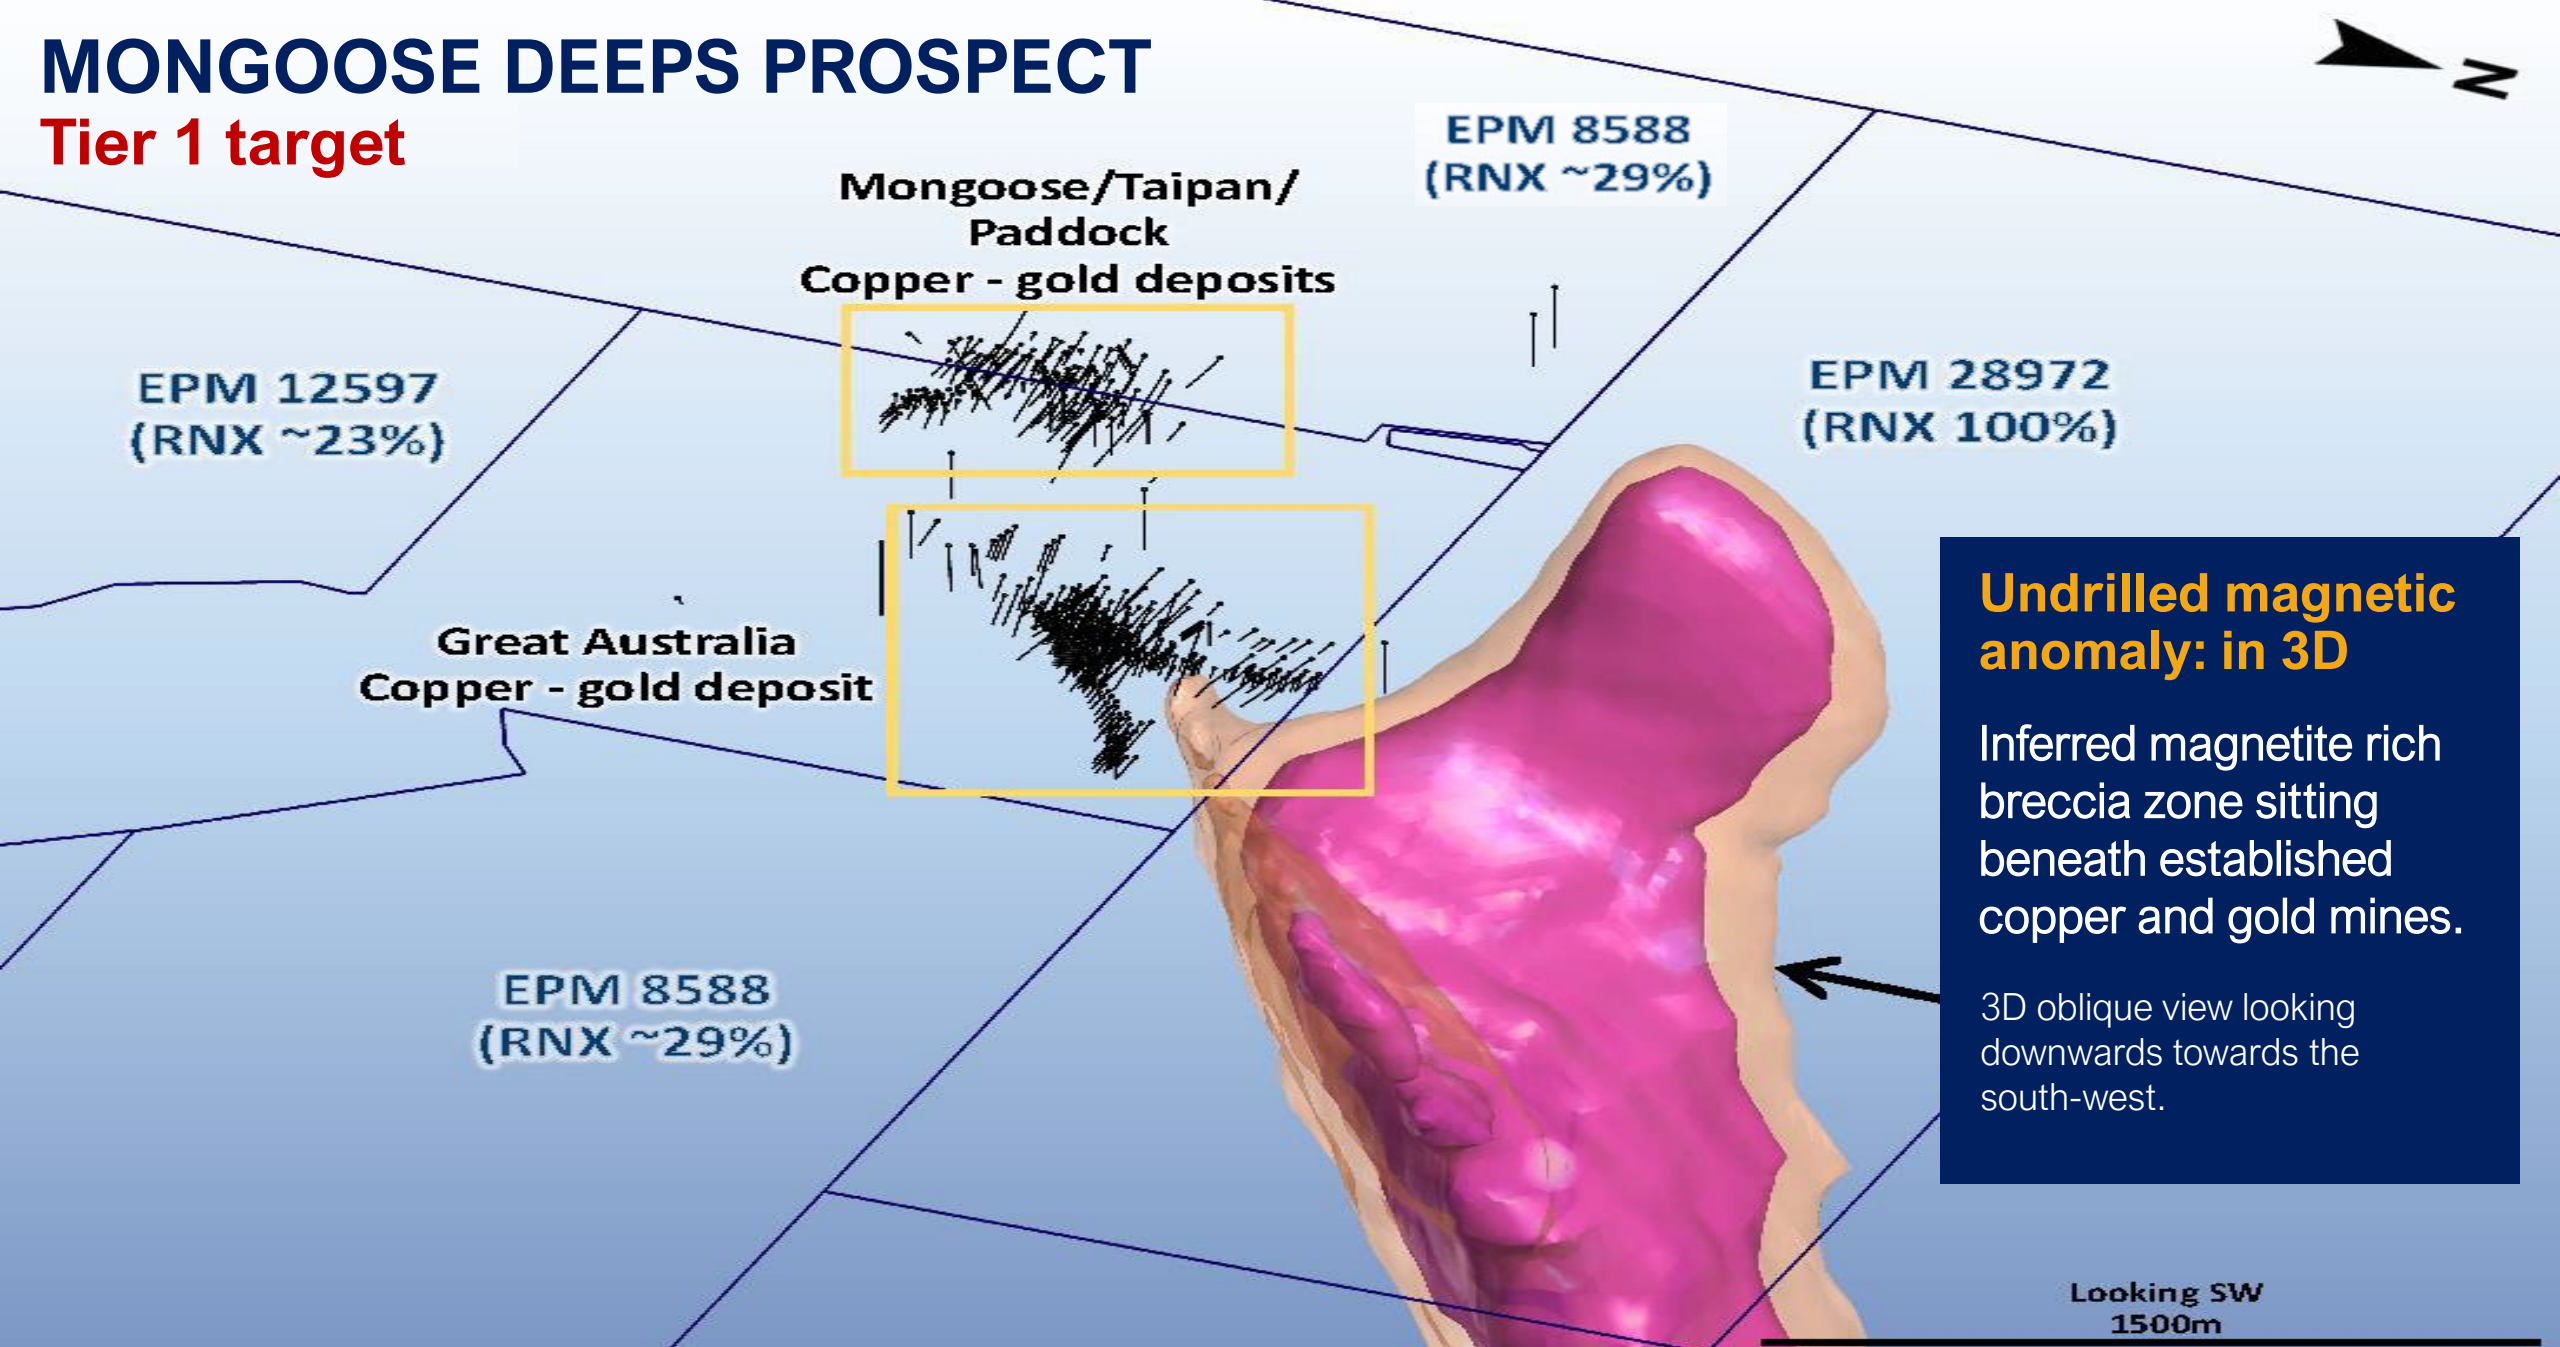 MONGOOSE DEEPS PROSPECT
Tier 1 target
N
EPM 8588
(RNX ~29%)
Mongoose/Taipan/
Paddock
Copper - gold deposits
EPM 12597
(RNX ~23%)
EPM 28972
(RNX 100%)
Great Australia
Copper - gold deposit
Undrilled magnetic
anomaly: in 3D
Inferred magnetite rich
breccia zone sitting
beneath established
copper and gold mines.
3D oblique view looking
downwards towards the
south-west.
EPM 8588
(RNX ~29%)
Looking SW
1500m